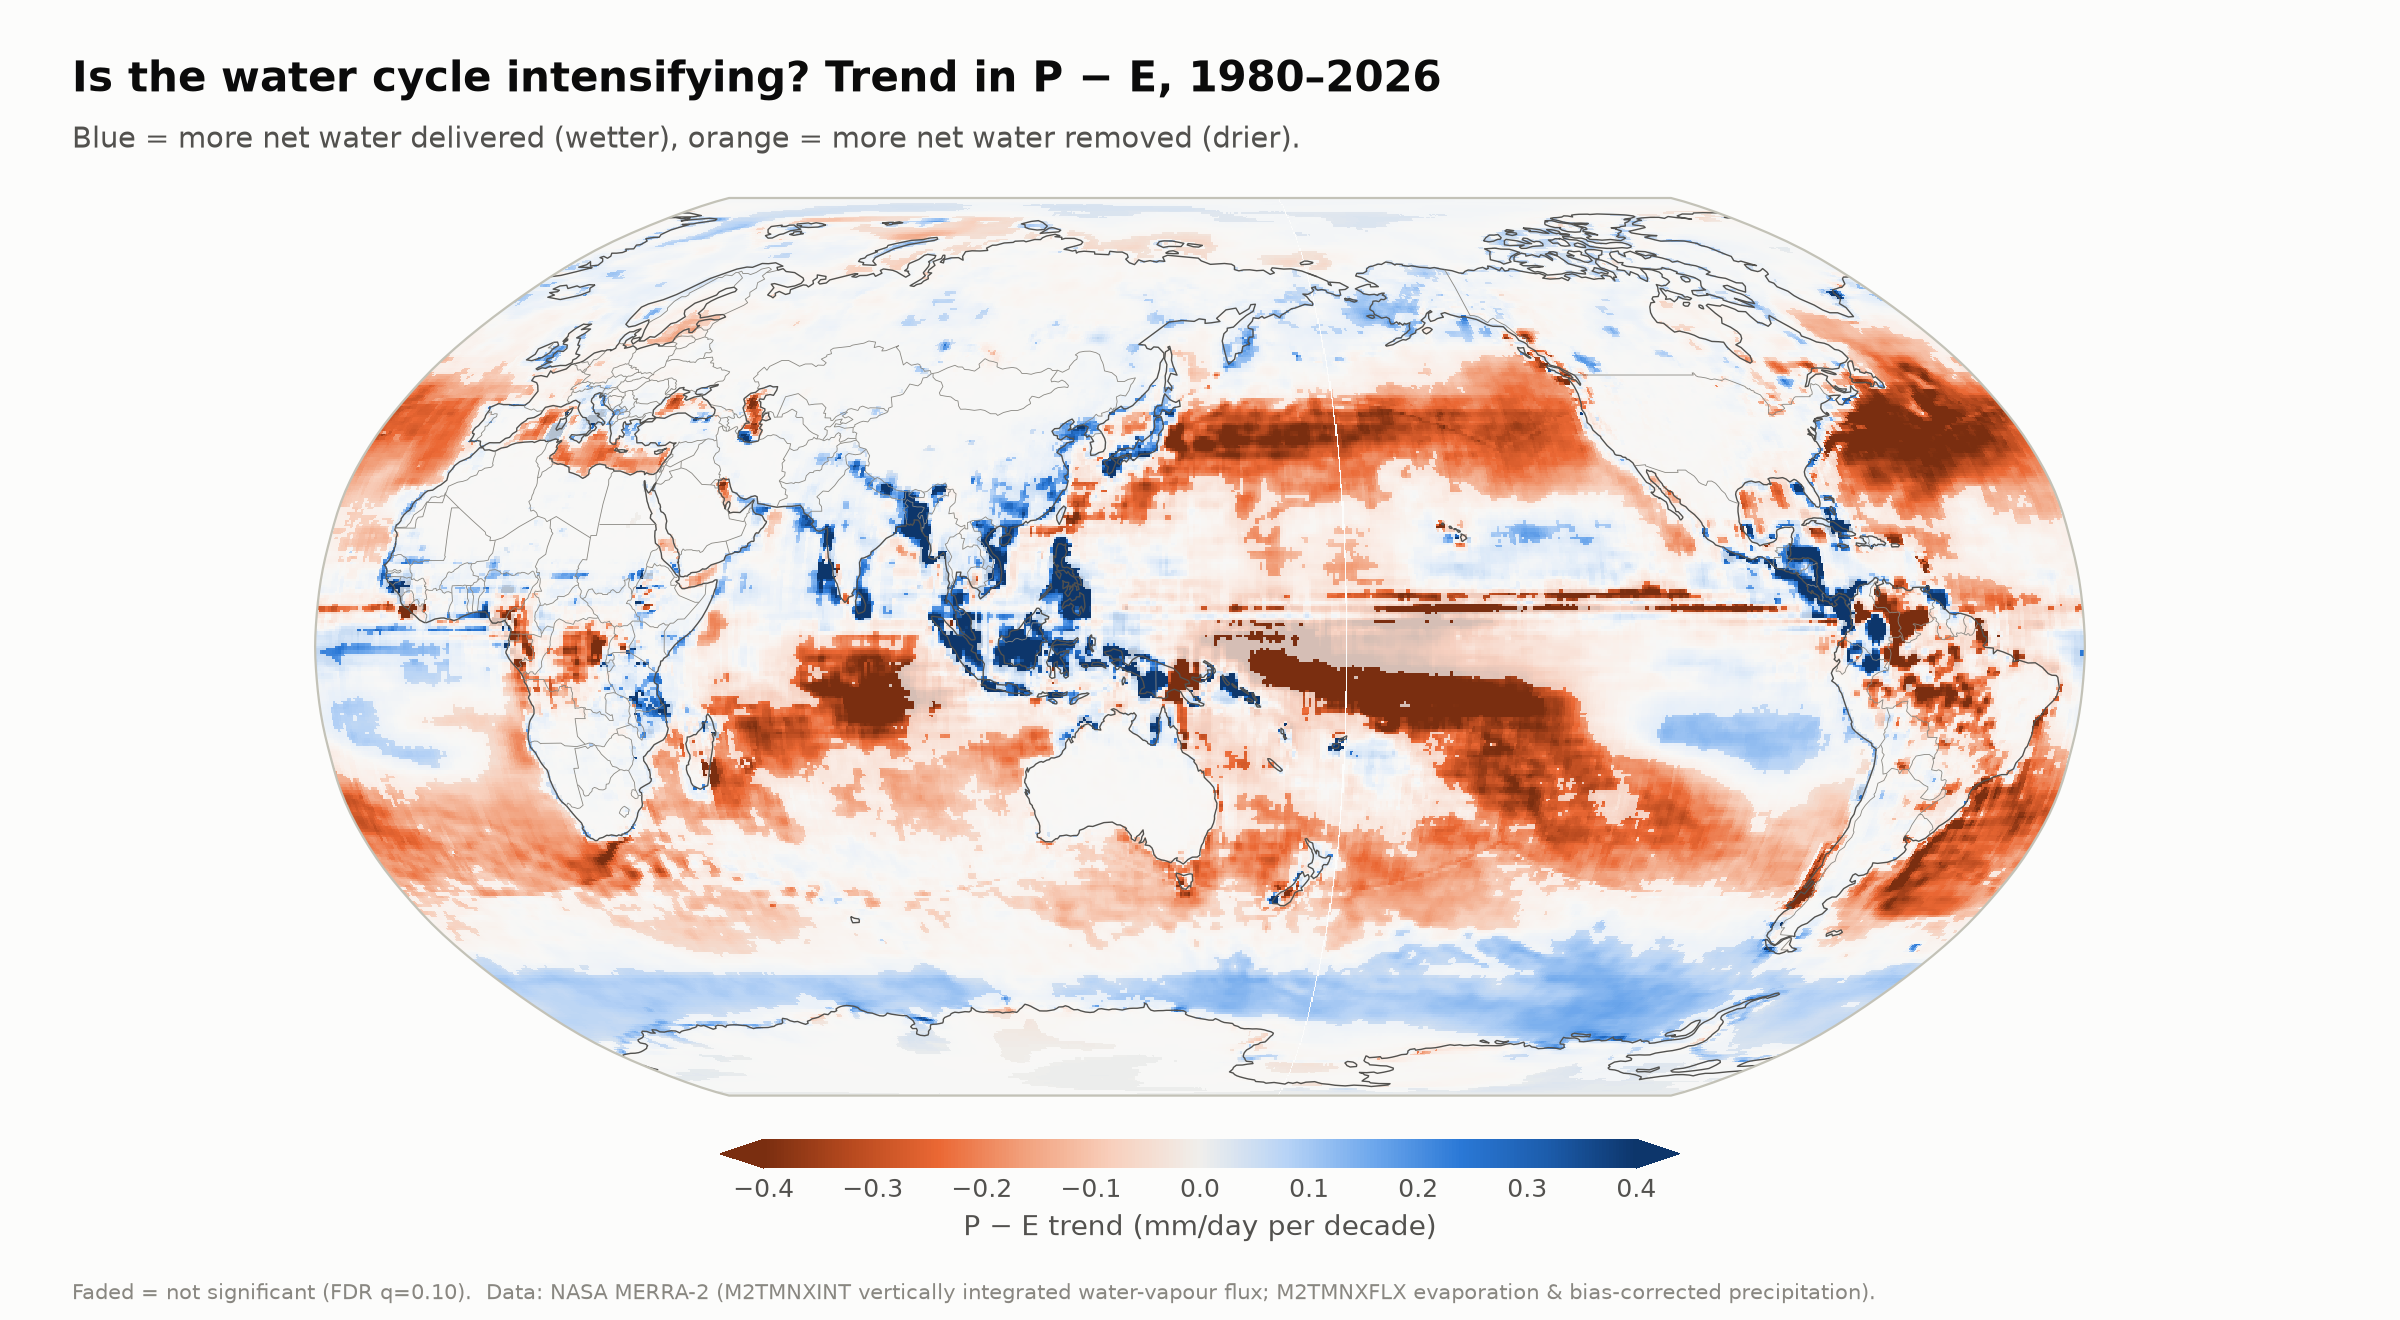 Is the water cycle intensifying? Trend in P − E, 1980–2026
Blue = more net water delivered (wetter), orange = more net water removed (drier).
−0.4 −0.3 −0.2 −0.1 0.0 0.1 0.2 0.3 0.4
P − E trend (mm/day per decade)
Faded = not significant (FDR q=0.10).  Data: NASA MERRA-2 (M2TMNXINT vertically integrated water-vapour flux; M2TMNXFLX evaporation & bias-corrected precipitation).